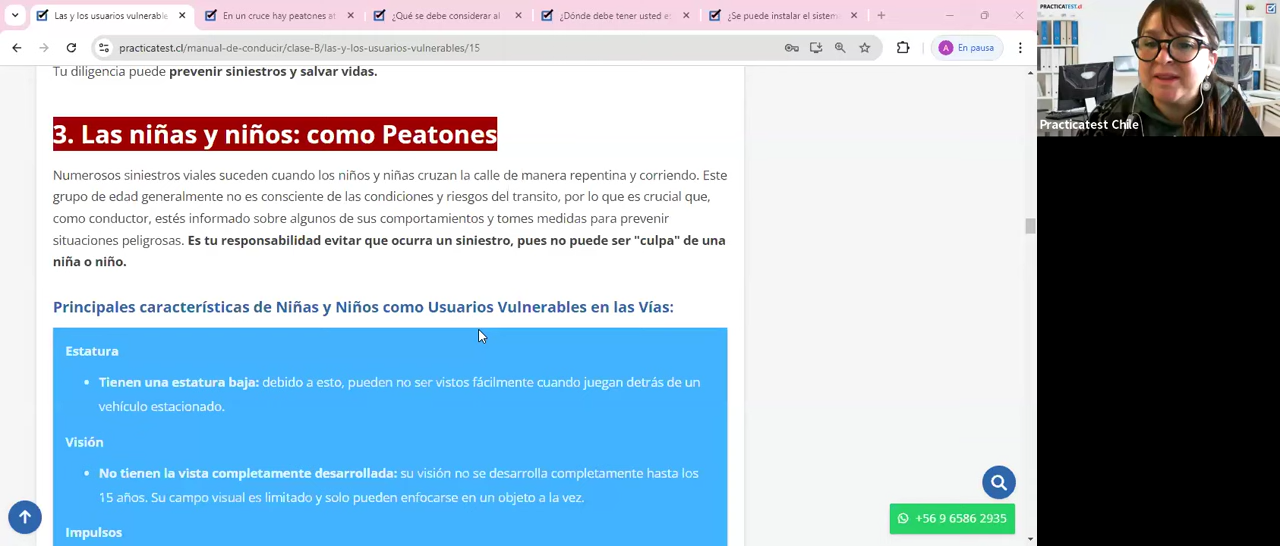 Las y los usuarios vulnerable
En un cruce hay peatones at
¿Qué se debe considerar al
¿Dónde debe tener usted es
¿Se puede instalar el sistem
practicatest.cl/manual-de-conducir/clase-B/las-y-los-usuarios-vulnerables/15
A En pausa
Tu diligencia puede prevenir siniestros y salvar vidas.
3. Las niñas y niños: como Peatones
Numerosos siniestros viales suceden cuando los niños y niñas cruzan la calle de manera repentina y corriendo. Este
grupo de edad generalmente no es consciente de las condiciones y riesgos del transito, por lo que es crucial que,
como conductor, estés informado sobre algunos de sus comportamientos y tomes medidas para prevenir
situaciones peligrosas. Es tu responsabilidad evitar que ocurra un siniestro, pues no puede ser "culpa" de una
niña o niño.
Principales características de Niñas y Niños como Usuarios Vulnerables en las Vías:
Estatura
• Tienen una estatura baja: debido a esto, pueden no ser vistos fácilmente cuando juegan detrás de un
vehículo estacionado.
Visión
• No tienen la vista completamente desarrollada: su visión no se desarrolla completamente hasta los
15 años. Su campo visual es limitado y solo pueden enfocarse en un objeto a la vez.
Impulsos
+56 9 6586 2935
PRACTICATEST.CL
Practicatest Chile